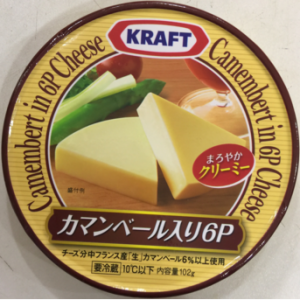 KRAFT
Camembert in 6P Cheese
Camembert in 6P Cheese
まろやか
クリーミー
カマンベール入り6P
チーズ分中フランス産「生」カマンベール6%以上使用
要冷蔵 10℃以下 内容量102g